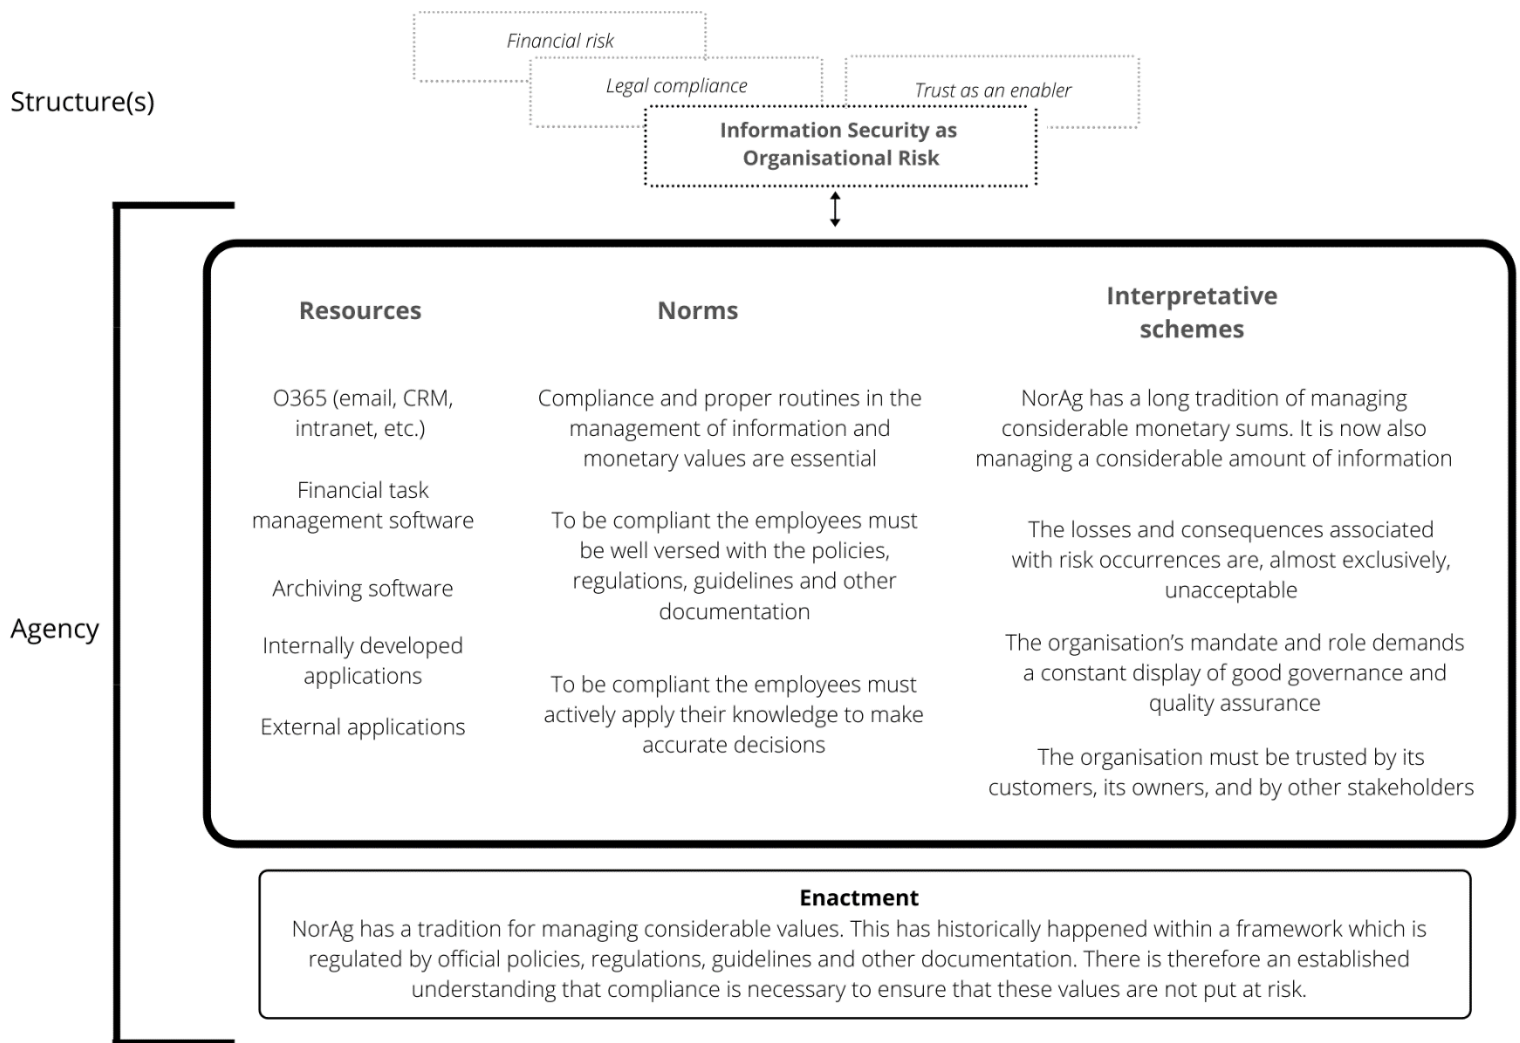 Financial risk
Legal compliance
Trust as an enabler
Structure(s)
Information Security as
Organisational Risk
Agency
Resources
O365 (email, CRM,
intranet, etc.)
Financial task
management software
Archiving software
Internally developed
applications
External applications
Norms
Compliance and proper routines in the
management of information and
monetary values are essential
To be compliant the employees must
be well versed with the policies,
regulations, guidelines and other
documentation
To be compliant the employees must
actively apply their knowledge to make
accurate decisions
Interpretative
schemes
NorAg has a long tradition of managing
considerable monetary sums. It is now also
managing a considerable amount of information
The losses and consequences associated
with risk occurrences are, almost exclusively,
unacceptable
The organisation’s mandate and role demands
a constant display of good governance and
quality assurance
The organisation must be trusted by its
customers, its owners, and by other stakeholders
Enactment
NorAg has a tradition for managing considerable values. This has historically happened within a framework which is
regulated by official policies, regulations, guidelines and other documentation. There is therefore an established
understanding that compliance is necessary to ensure that these values are not put at risk.